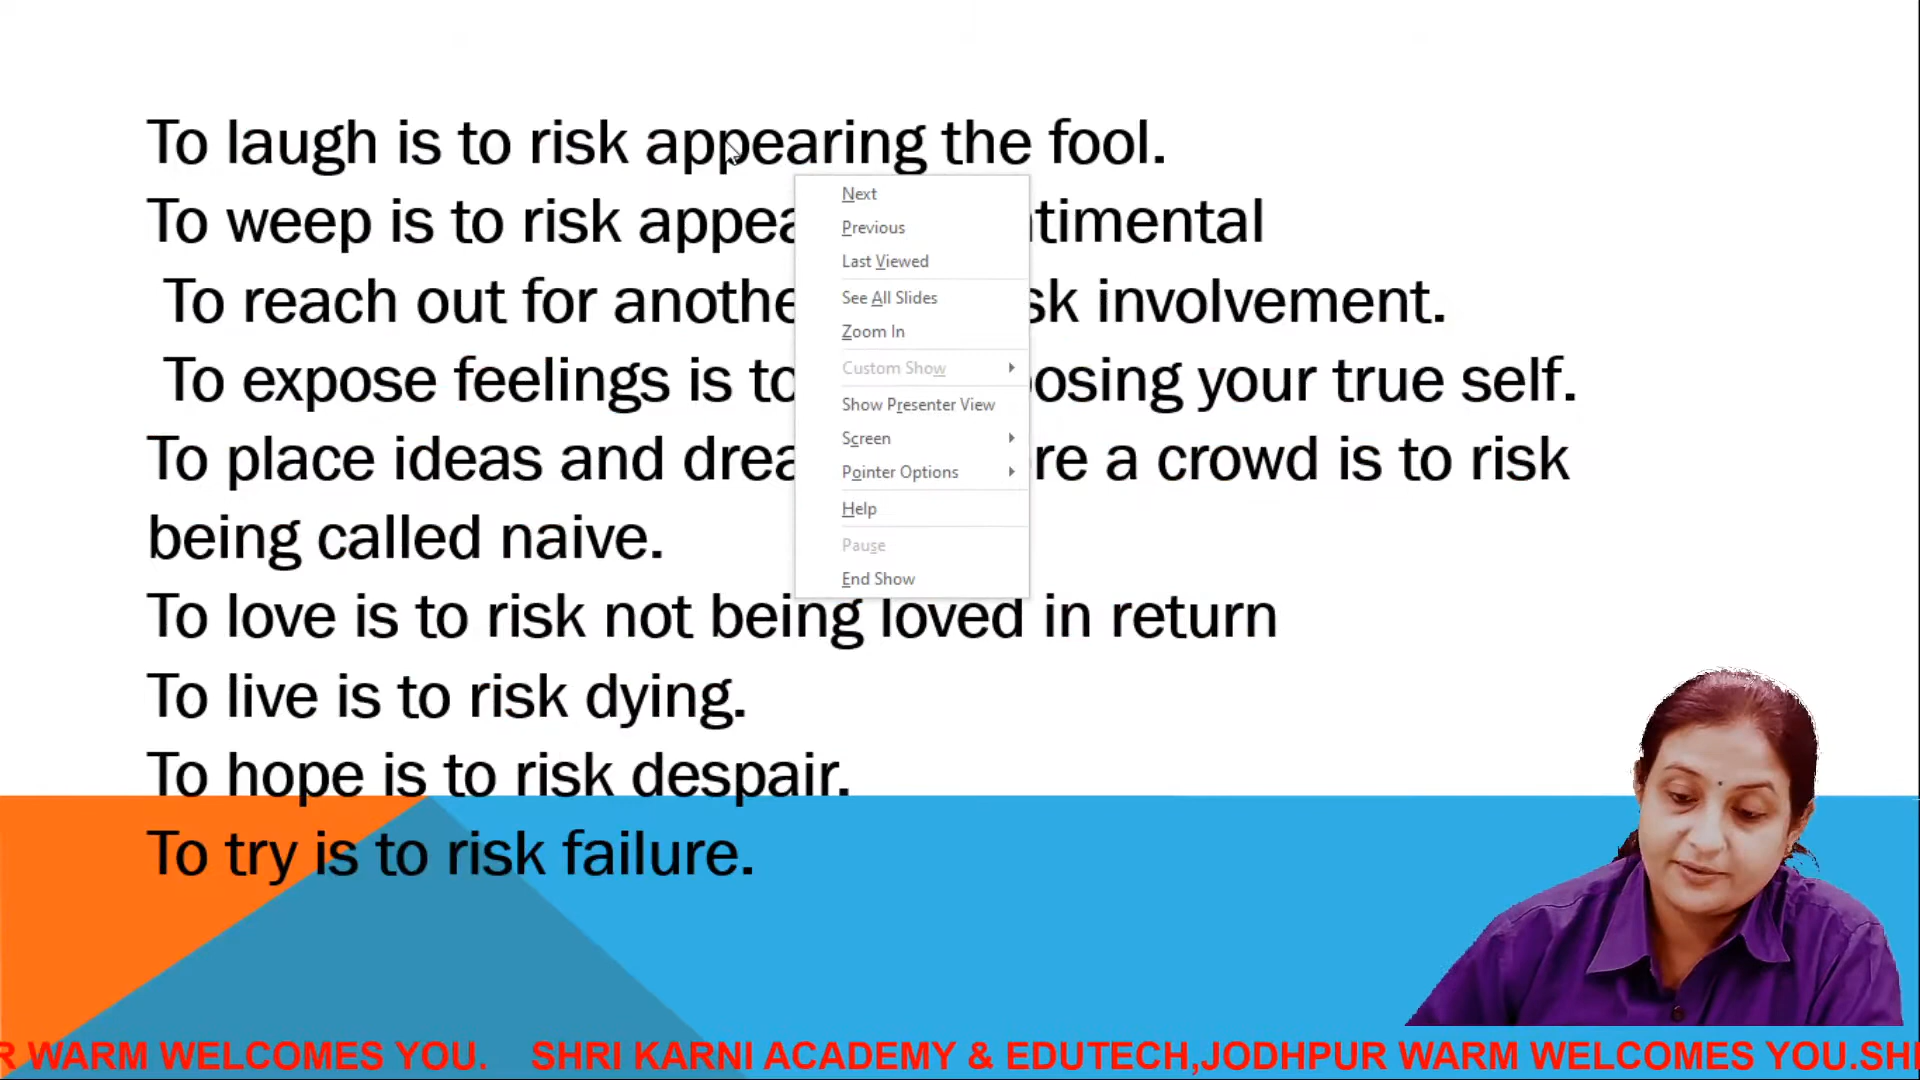 To laugh is to risk appearing the fool.
To weep is to risk appea timental
To reach out for anothe sk involvement.
To expose feelings is to posing your true self.
To place ideas and drea re a crowd is to risk
being called naive.
To love is to risk not being loved in return
To live is to risk dying.
To hope is to risk despair.
To try is to risk failure.
Next
Previous
Last Viewed
See All Slides
Zoom In
Custom Show
Show Presenter View
Screen
Pointer Options
Help
Pause
End Show
R WARM WELCOMES YOU. SHRI KARNI ACADEMY & EDUTECH,JODHPUR WARM WELCOMES YOU.SHI